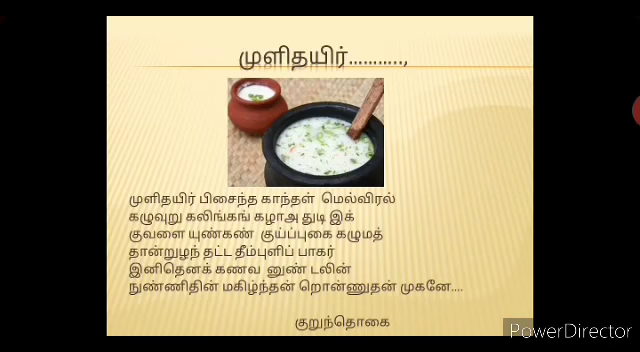 முளிதயிர்………..,
முளிதயிர் பிசைந்த காந்தள் மெல்விரல்
கழுவுறு கலிங்கங் கழாஅ துடி இக்
குவளை யுண்கண் குய்ப்புகை கழுமத்
தான்றுழந் தட்ட தீம்புளிப் பாகர்
இனிதெனக் கணவ னுண் டலின்
நுண்ணிதின் மகிழ்ந்தன் றொண்ணுதன் முகனே....
குறுந்தொகை
PowerDirector